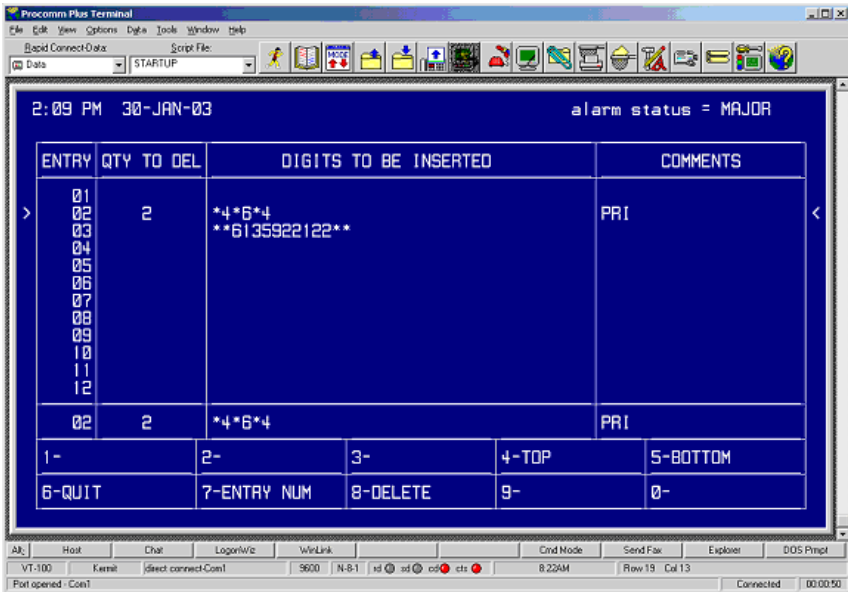 Procomm Plus Terminal
File Edit View Options Data Tools Window Help
Rapid Connect-Data: Script File:
Data STARTUP
MODE
2:09 PM 30-JAN-03 alarm status = MAJOR
ENTRY QTY TO DEL DIGITS TO BE INSERTED COMMENTS
01
> 02 2 *4*6*4 PRI <
03 **6135922122**
04
05
06
07
08
09
10
11
12
02 2 *4*6*4 PRI
1- 2- 3- 4-TOP 5-BOTTOM
6-QUIT 7-ENTRY NUM 8-DELETE 9- 0-
Alt: Host Chat LogonWiz WinLink Cmd Mode Send Fax Explorer DOS Prmpt
VT-100 Kermit direct connect-Com1 9600 N-8-1 rd sd cd cts 8:22AM Row 19 Col 13
Port opened - Com1 Connected 00:00:50